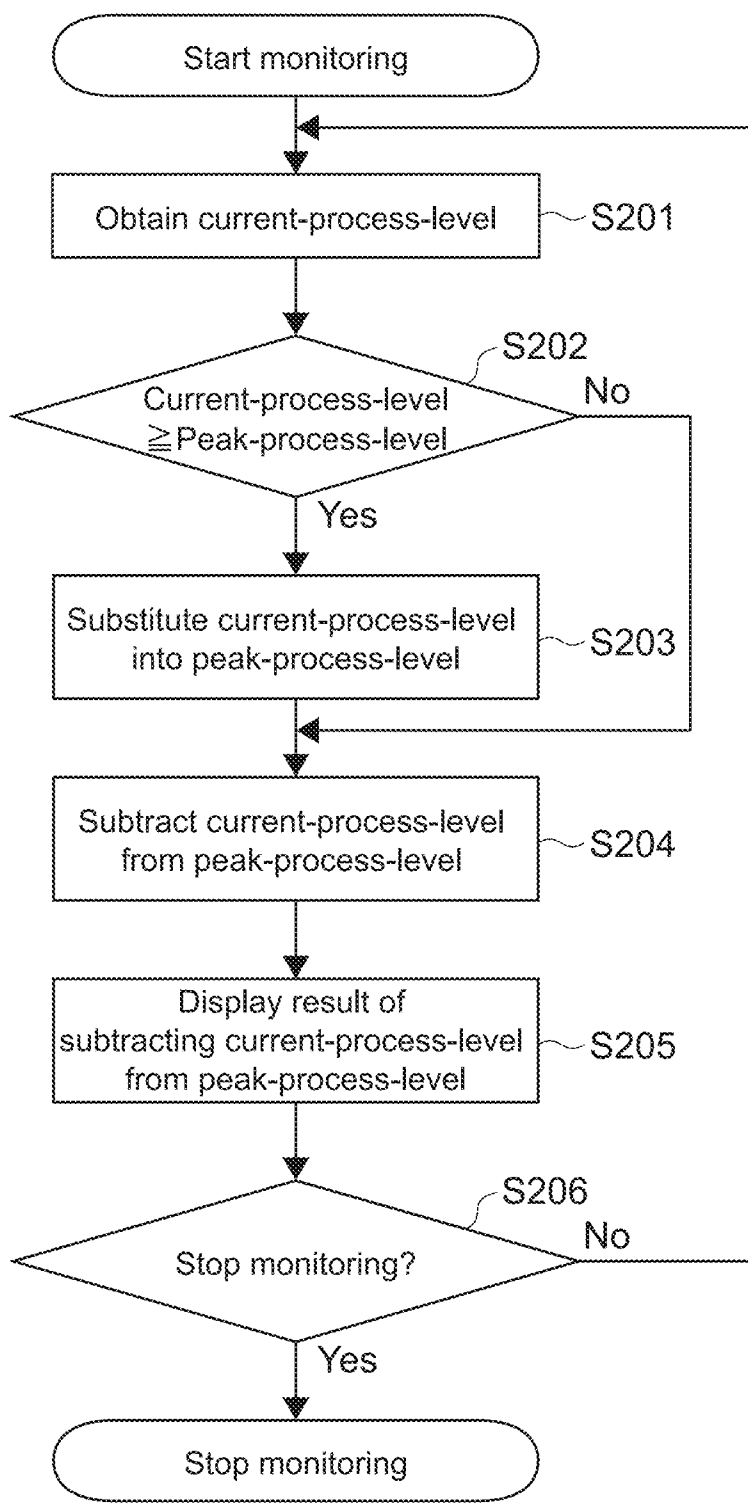 Start monitoring
Obtain current-process-level
S201
S202
Current-process-level
≧Peak-process-level
No
Yes
Substitute current-process-level
into peak-process-level
S203
Subtract current-process-level
from peak-process-level
S204
Display result of
subtracting current-process-level
from peak-process-level
S205
S206
Stop monitoring?
No
Yes
Stop monitoring